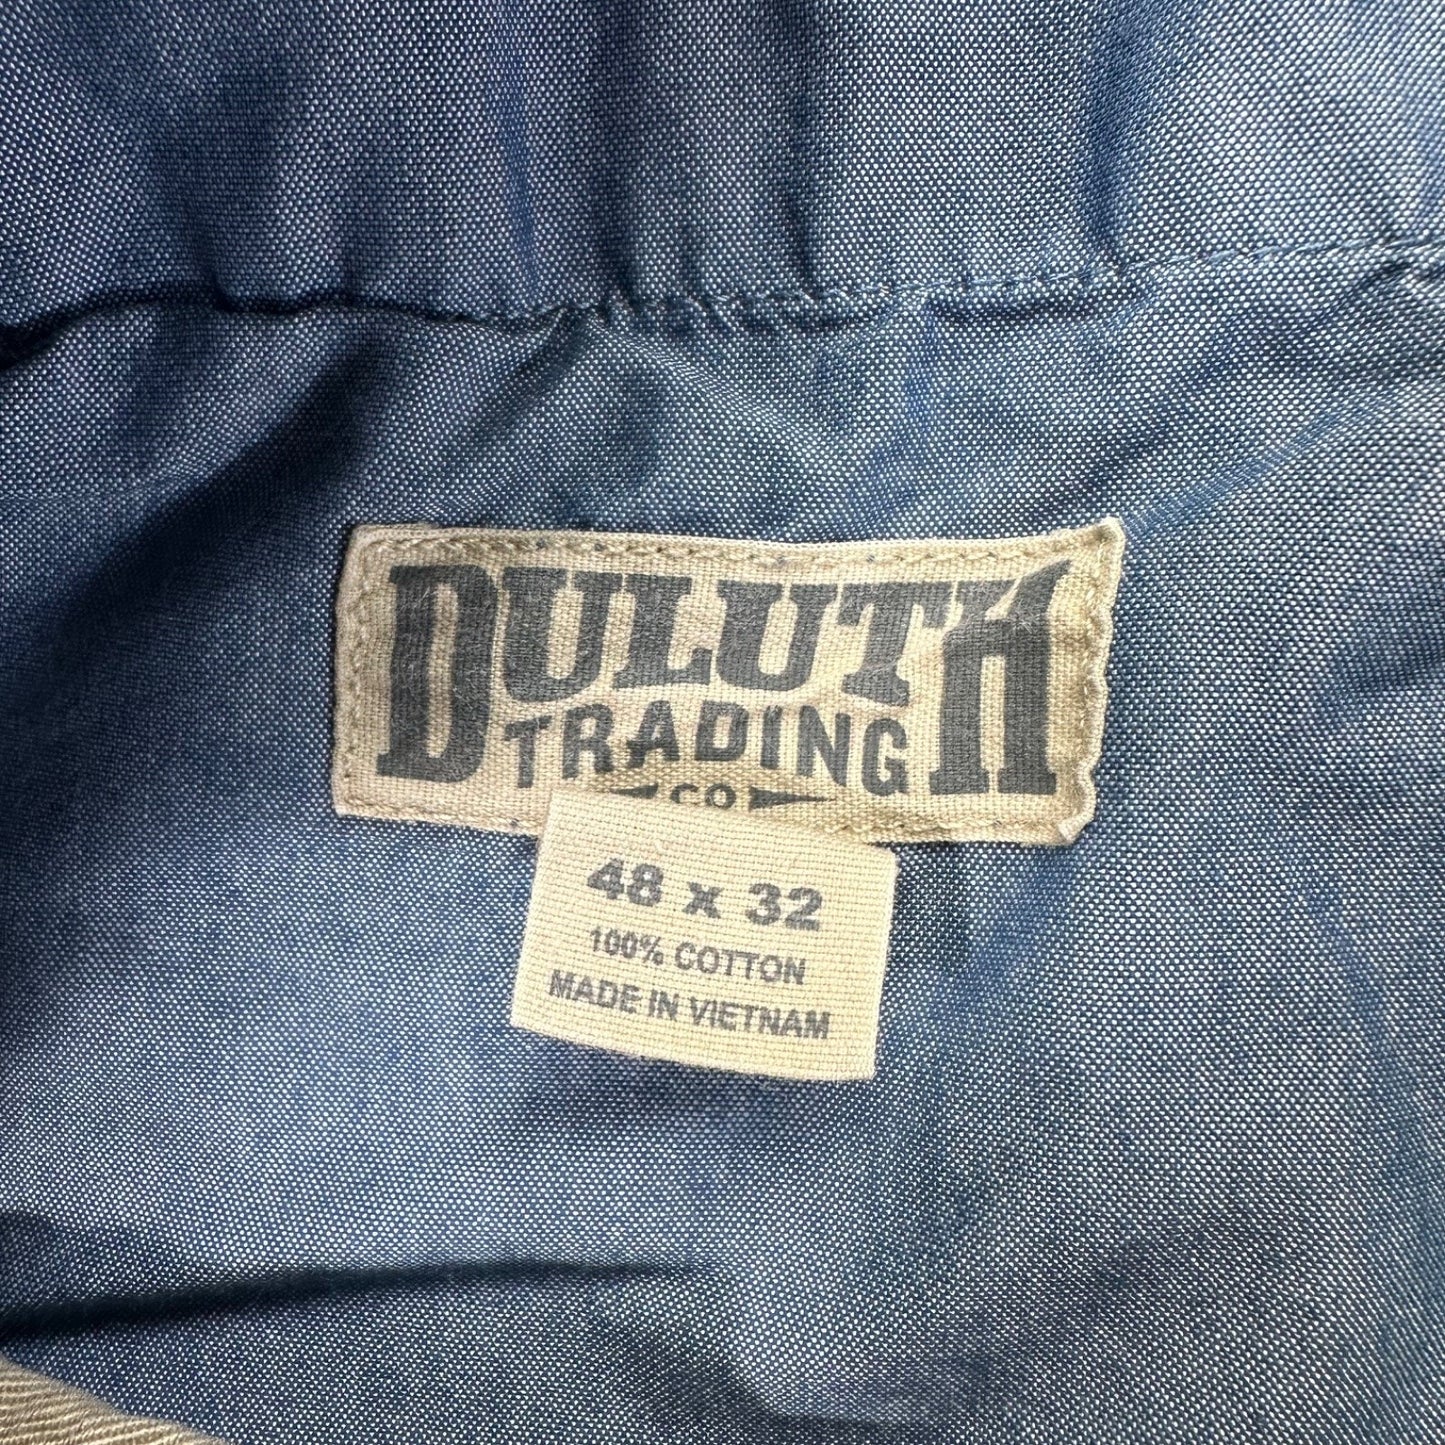 DULUTH
TRADING
CO
48 x 32
100% COTTON
MADE IN VIETNAM